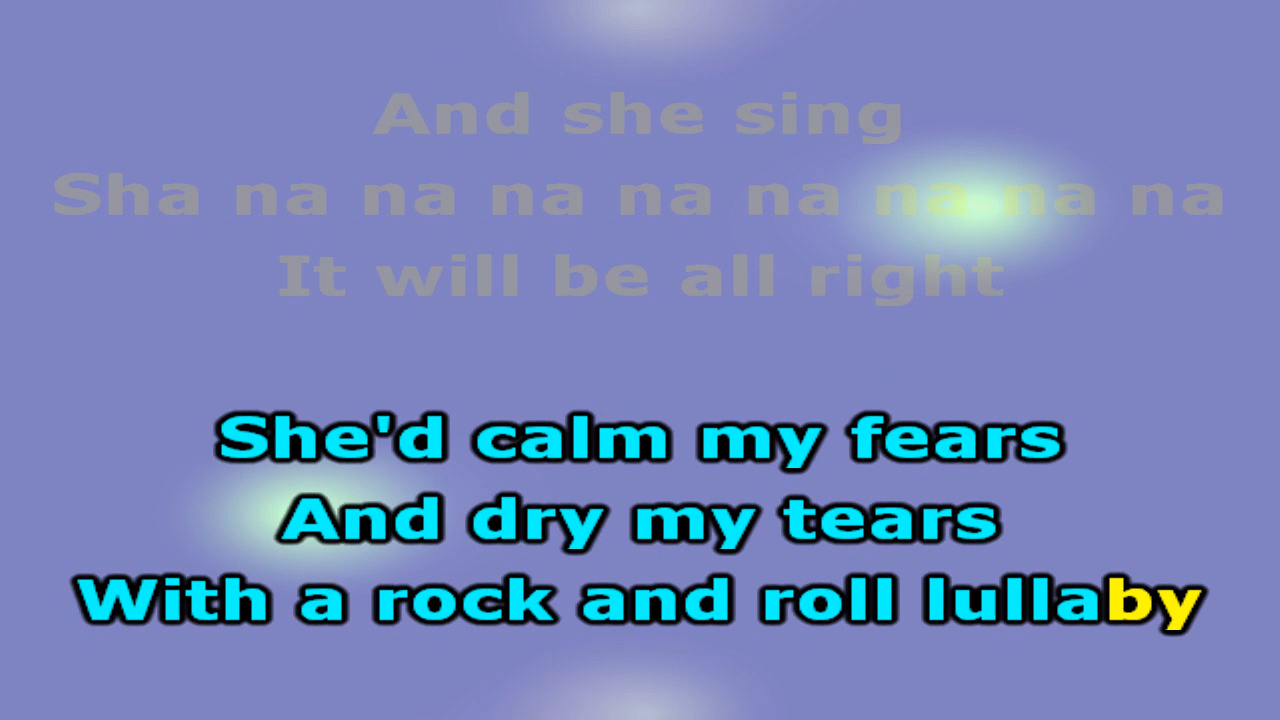 And she sing
Sha na na na na na na na na
It will be all right
She'd calm my fears
And dry my tears
With a rock and roll lullaby